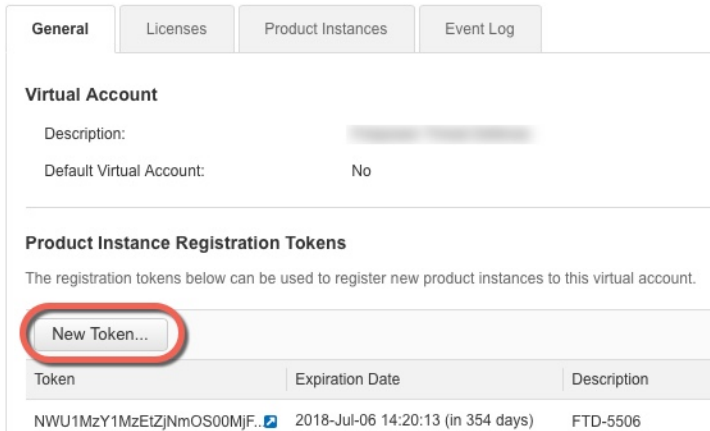 General Licenses Product Instances Event Log
Virtual Account
Description:
Default Virtual Account: No
Product Instance Registration Tokens
The registration tokens below can be used to register new product instances to this virtual account.
New Token...
Token Expiration Date Description
NWU1MzY1MzEtZjNmOS00MjF... 2018-Jul-06 14:20:13 (in 354 days) FTD-5506